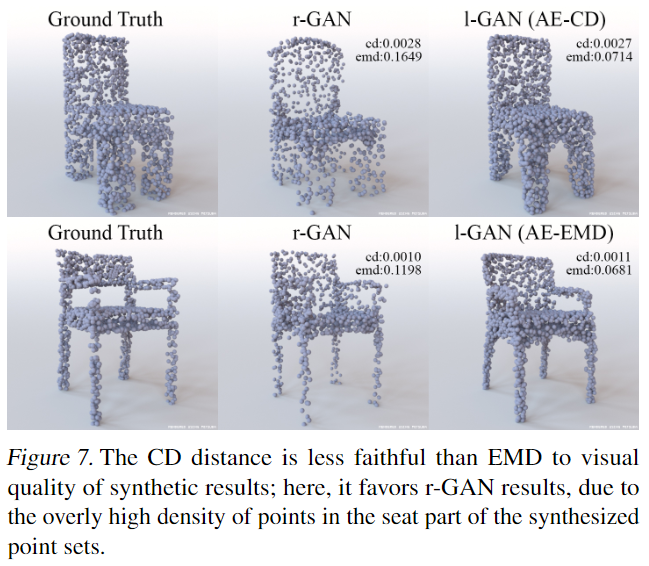 Ground Truth
r-GAN
l-GAN (AE-CD)
cd:0.0028
emd:0.1649
cd:0.0027
emd:0.0714
Ground Truth
r-GAN
l-GAN (AE-EMD)
cd:0.0010
emd:0.1198
cd:0.0011
emd:0.0681
Figure 7. The CD distance is less faithful than EMD to visual
quality of synthetic results; here, it favors r-GAN results, due to
the overly high density of points in the seat part of the synthesized
point sets.